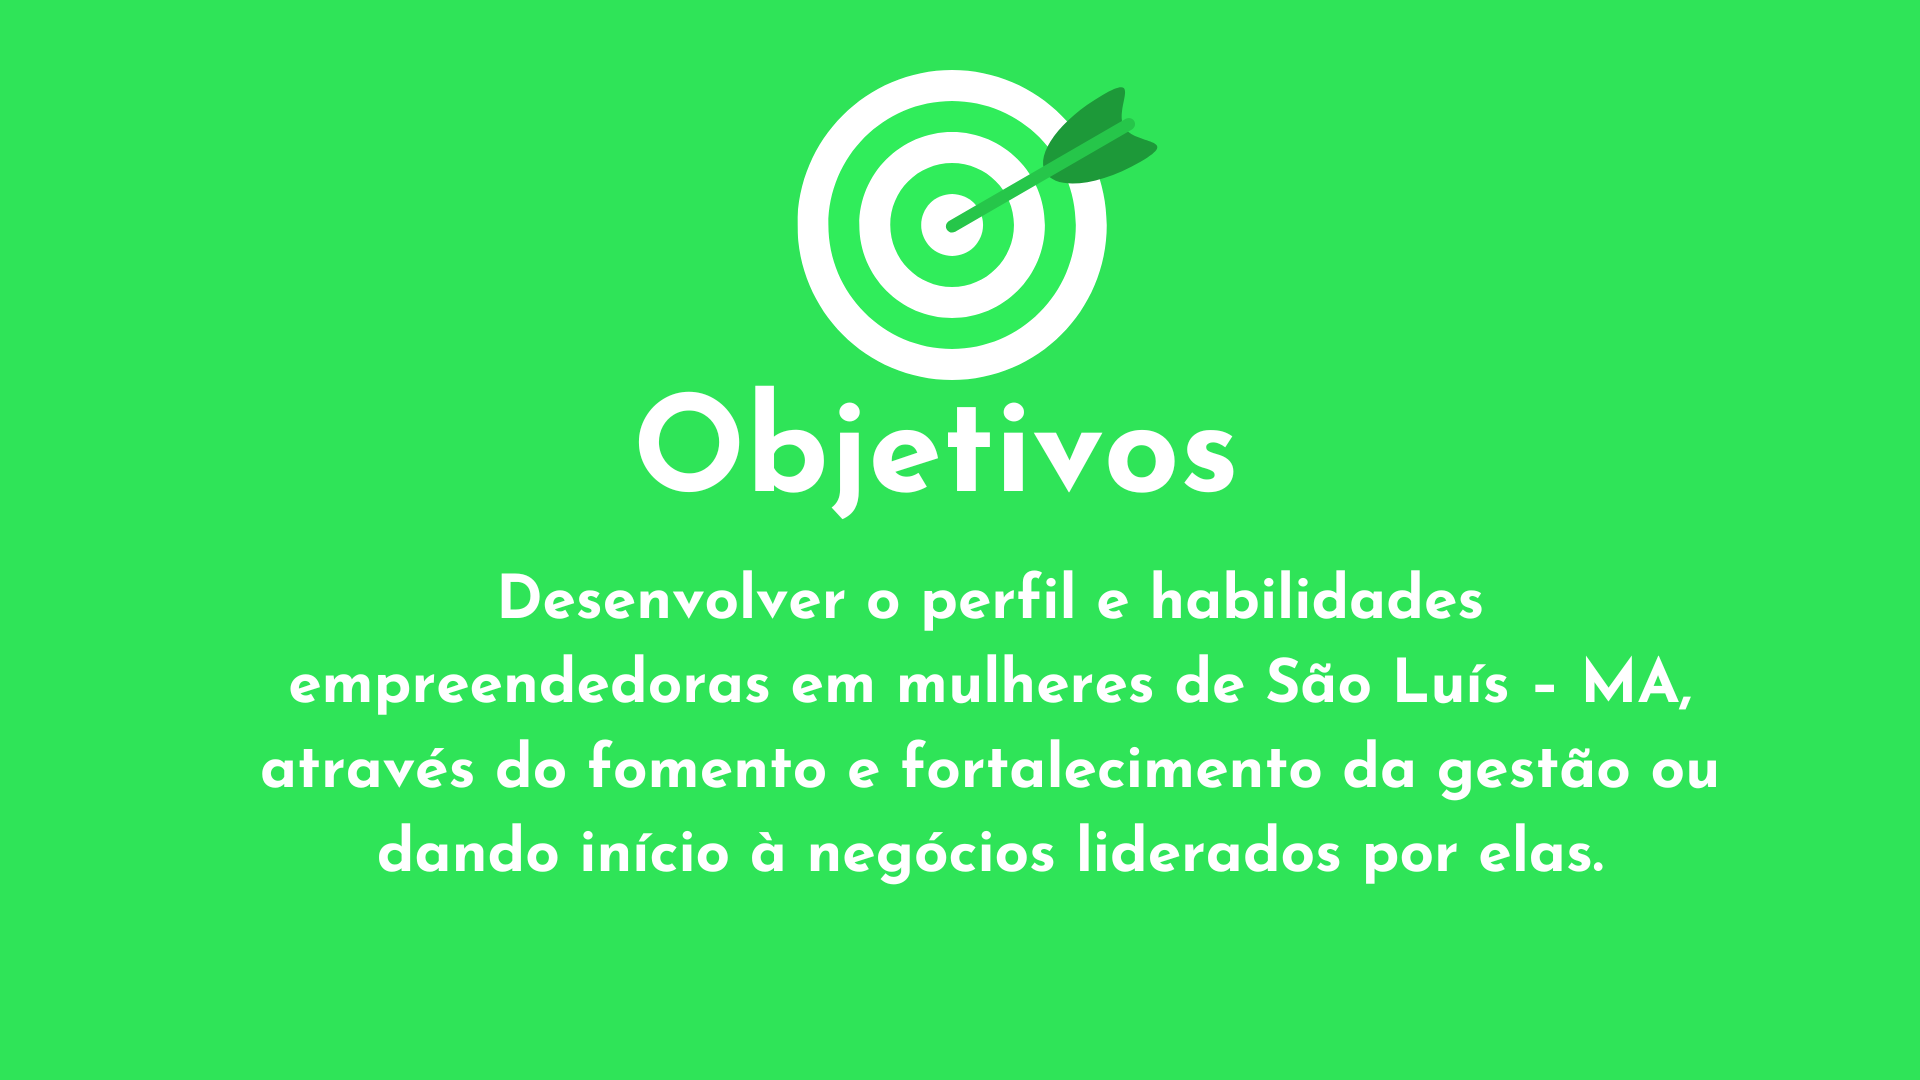 Objetivos
Desenvolver o perfil e habilidades
empreendedoras em mulheres de São Luís – MA,
através do fomento e fortalecimento da gestão ou
dando início à negócios liderados por elas.